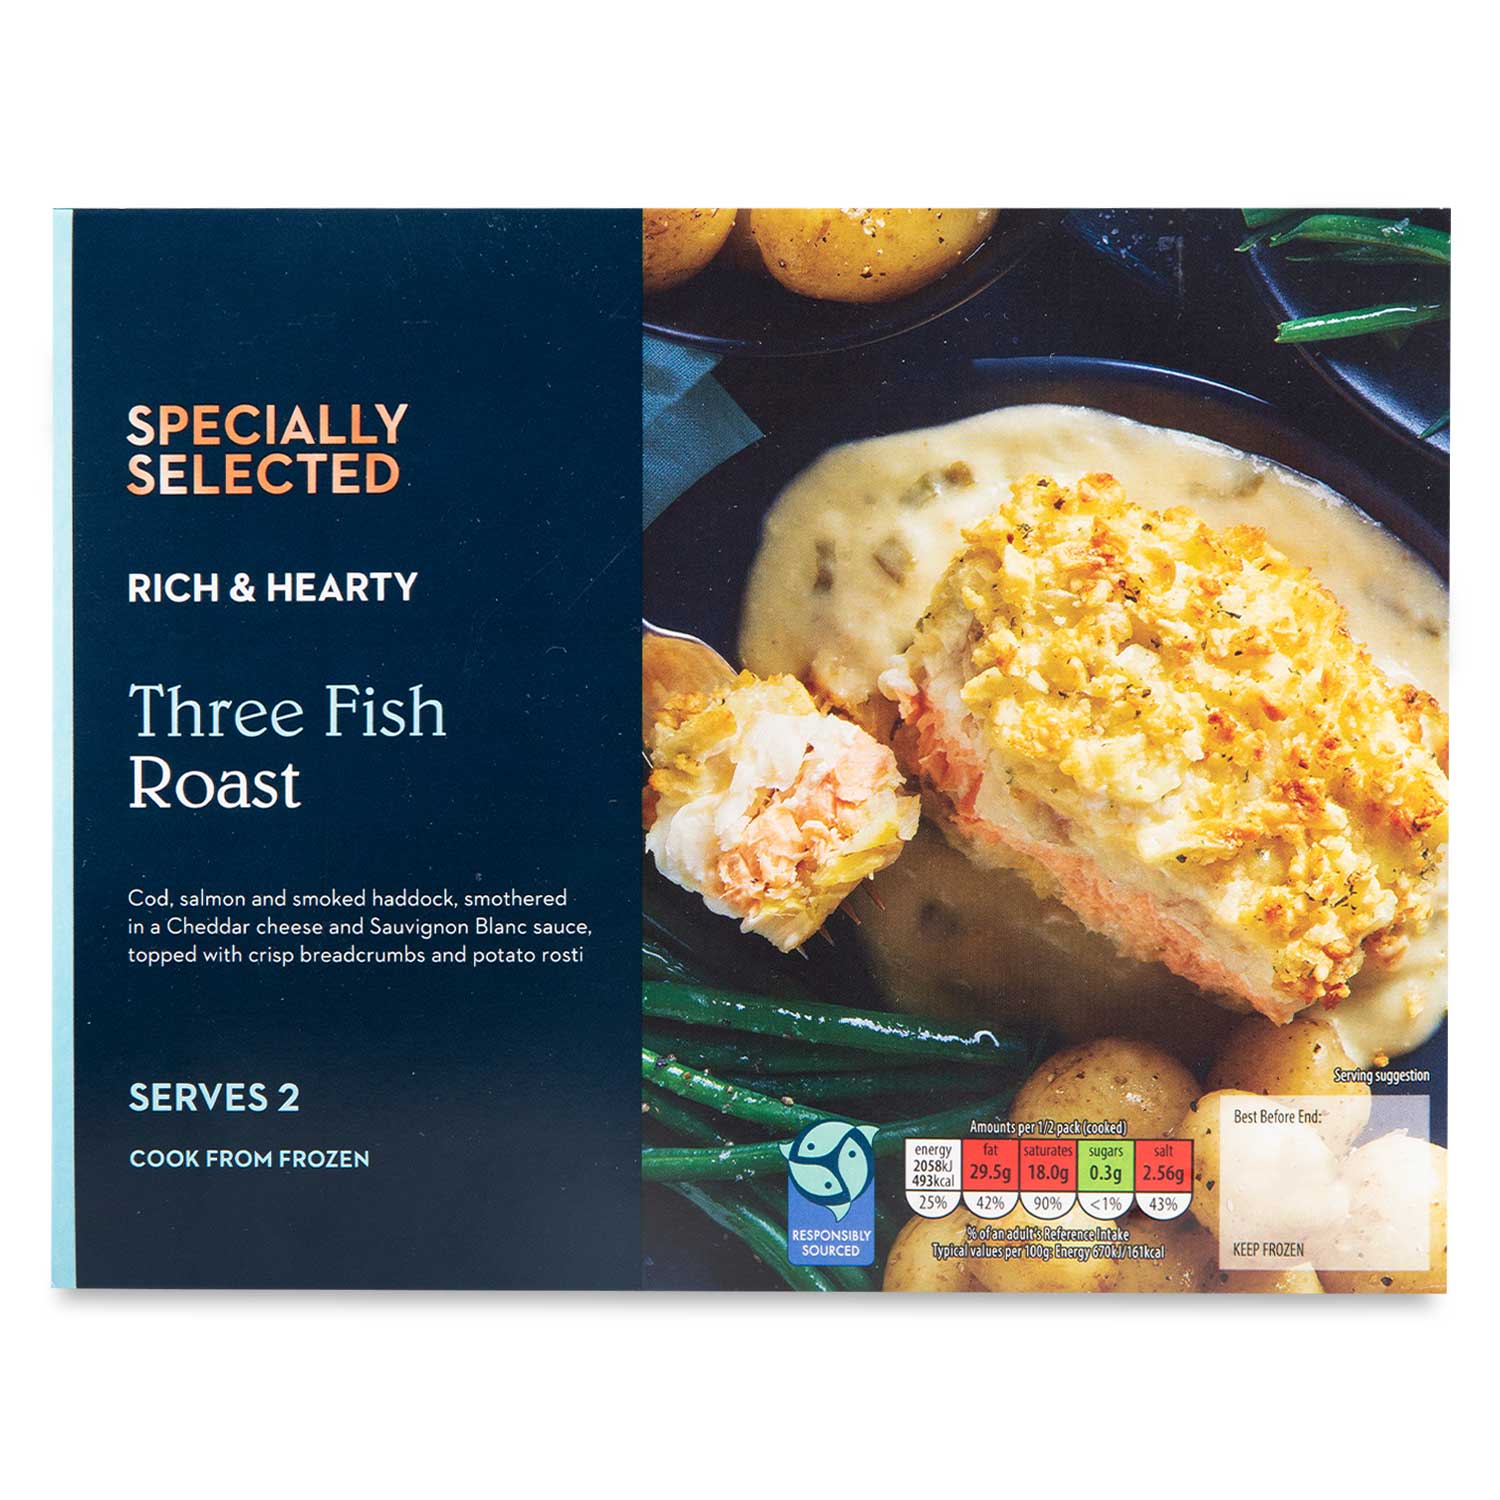 SPECIALLY
SELECTED
RICH & HEARTY
Three Fish
Roast
Cod, salmon and smoked haddock, smothered
in a Cheddar cheese and Sauvignon Blanc sauce,
topped with crisp breadcrumbs and potato rosti
SERVES 2
COOK FROM FROZEN
Serving suggestion
RESPONSIBLY
SOURCED
Amounts per 1/2 pack (cooked)
energy fat saturates sugars salt
2058kJ 29.5g 18.0g 0.3g 2.56g
493kcal
25% 42% 90% <1% 43%
% of an adult's Reference Intake
Typical values per 100g: Energy 670kJ/161kcal
Best Before End:
KEEP FROZEN